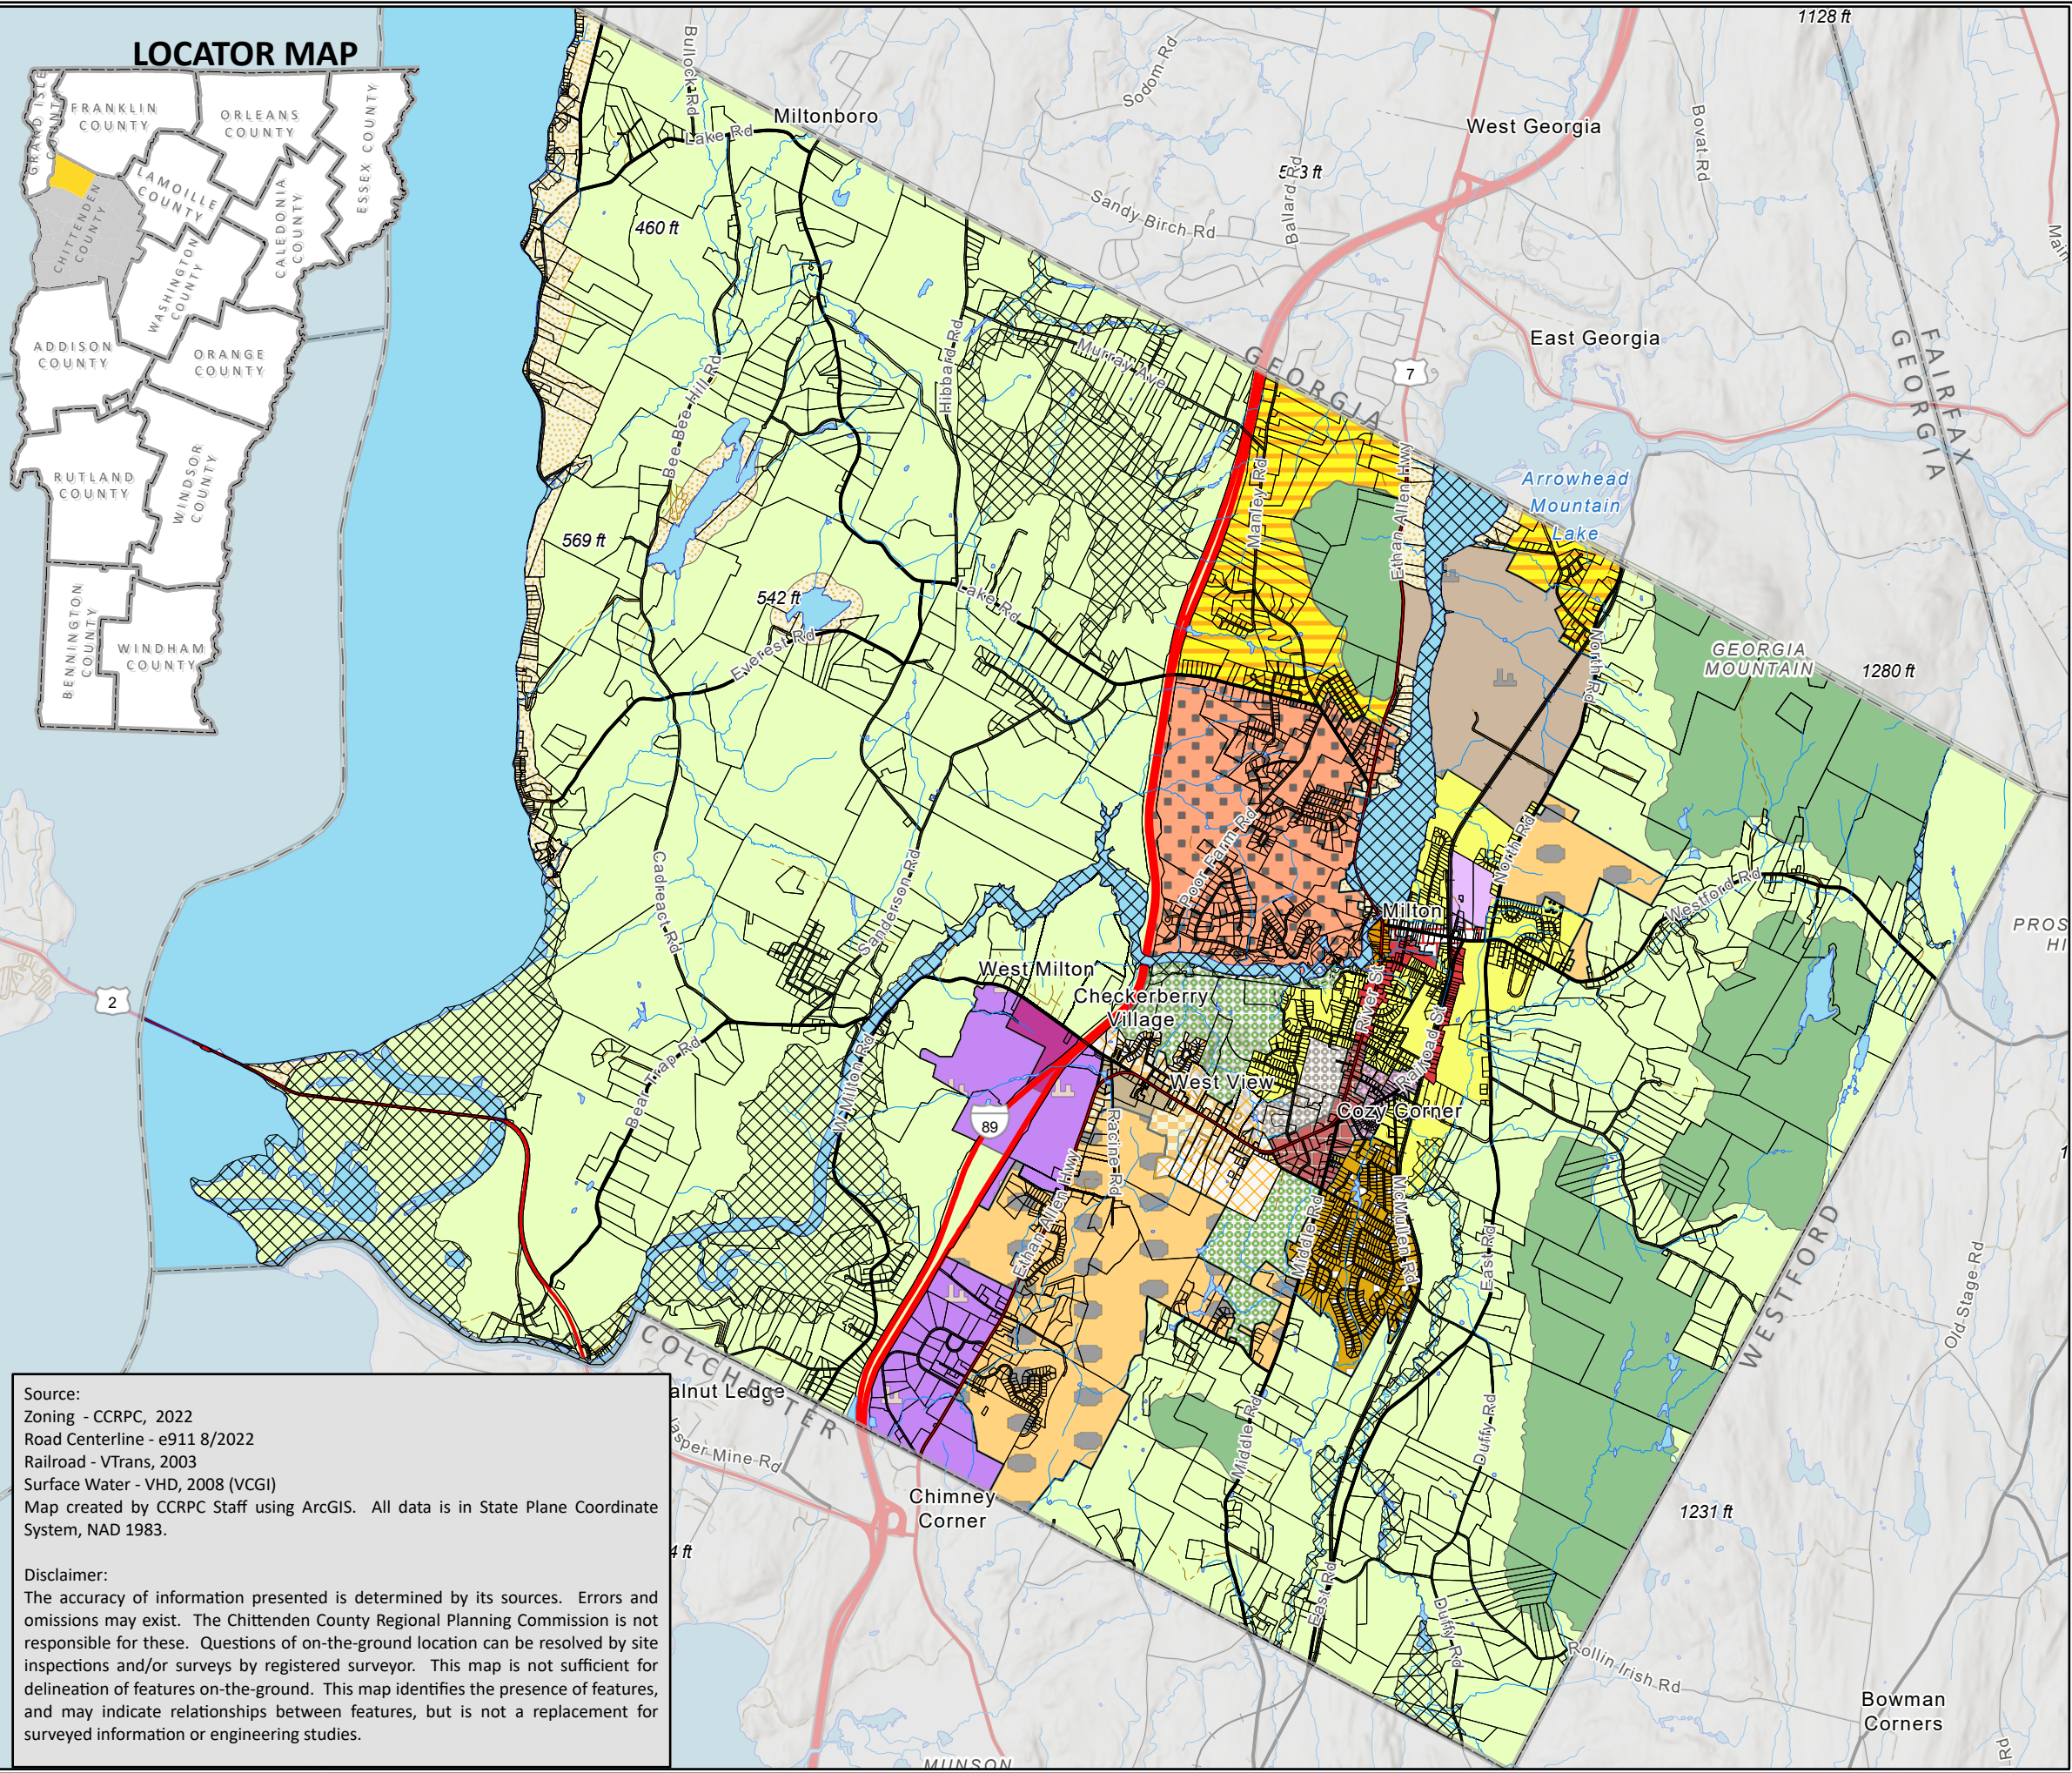 LOCATOR MAP
GRAND ISLE
COUNTY
FRANKLIN
COUNTY
ORLEANS
COUNTY
ESSEX COUNTY
LAMOILLE
COUNTY
CALEDONIA
COUNTY
CHITTENDEN
COUNTY
WASHINGTON
COUNTY
ADDISON
COUNTY
ORANGE
COUNTY
RUTLAND
COUNTY
WINDSOR
COUNTY
BENNINGTON
COUNTY
WINDHAM
COUNTY
1128 ft
Bullock Rd
Sodom Rd
Miltonboro
West Georgia
Bovat Rd
Lake Rd
Ballard Rd
Sandy Birch Rd
460 ft
Main
East Georgia
FAIRFAX
GEORGIA
GEORGIA
7
Hibbard Rd
Murray Ave
Bee Bee Hill Rd
Manley Rd
Ethan Allen Hwy
Arrowhead
Mountain
Lake
569 ft
542 ft
Lake Rd
Everest Rd
North Rd
GEORGIA
MOUNTAIN
1280 ft
Poor Farm Rd
North Rd
Cadreact Rd
Sanderson Rd
Westford Rd
Milton
PROS
HI
West Milton
2
Checkerberry
Village
River St
Railroad St
W Milton Rd
Bear Trap Rd
West View
Cozy Corner
89
Racine Rd
Ethan Allen Hwy
Middle Rd
McMullen Rd
East Rd
WESTFORD
Old Stage Rd
COLCHESTER
alnut Ledge
asper Mine Rd
Middle Rd
Duffy Rd
Chimney
Corner
1231 ft
4 ft
East Rd
Duffy Rd
Rollin Irish Rd
Bowman
Corners
Rd
MUNSON
Source:
Zoning - CCRPC, 2022
Road Centerline - e911 8/2022
Railroad - VTrans, 2003
Surface Water - VHD, 2008 (VCGI)
Map created by CCRPC Staff using ArcGIS. All data is in State Plane Coordinate
System, NAD 1983.
Disclaimer:
The accuracy of information presented is determined by its sources. Errors and
omissions may exist. The Chittenden County Regional Planning Commission is not
responsible for these. Questions of on-the-ground location can be resolved by site
inspections and/or surveys by registered surveyor. This map is not sufficient for
delineation of features on-the-ground. This map identifies the presence of features,
and may indicate relationships between features, but is not a replacement for
surveyed information or engineering studies.